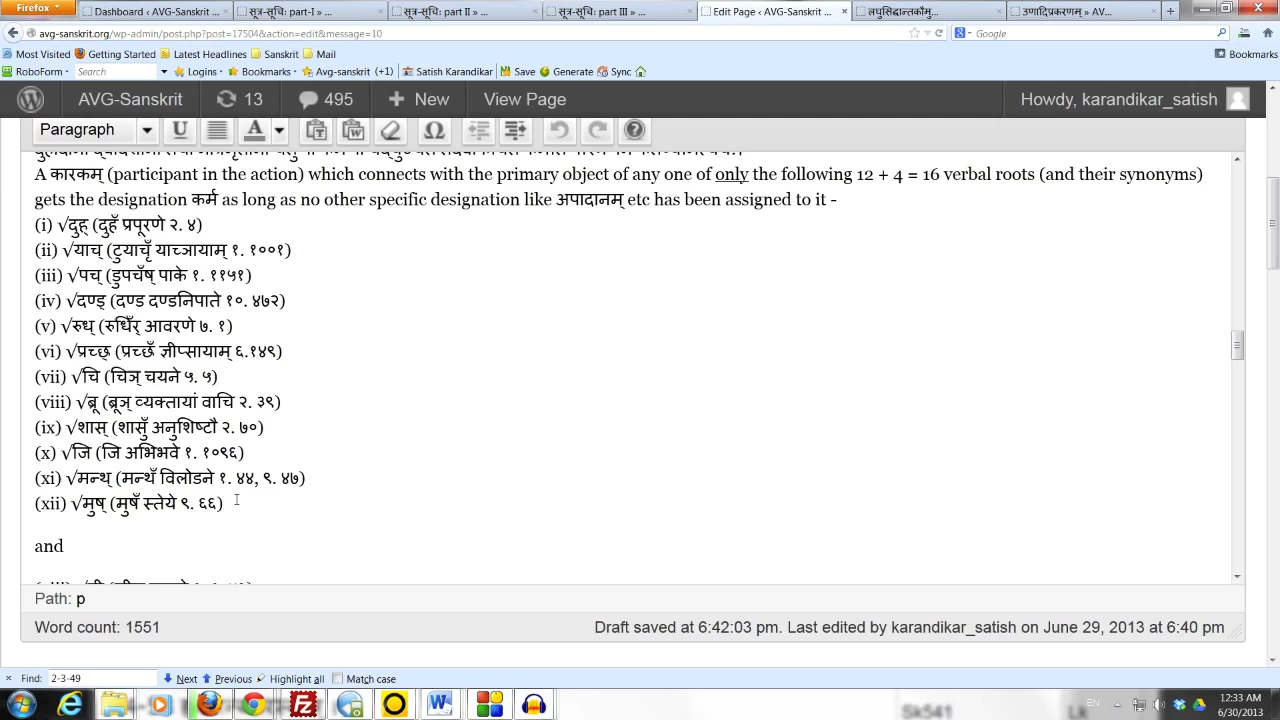 Firefox
Dashboard ‹ AVG-Sanskrit ...
सूत्र-सूचिः part-I » ...
सूत्र-सूचिः part II » ...
सूत्र-सूचिः part III » ...
Edit Page ‹ AVG-Sanskrit ...
लघुसिद्धान्तकौम्...
उणादिप्रकरणम् » AV...
avg-sanskrit.org/wp-admin/post.php?post=17504&action=edit&message=10
Google
Most Visited Getting Started Latest Headlines Sanskrit Mail
Bookmarks
RoboForm Search Logins Bookmarks Avg-sanskrit (+1) Satish Karandikar Save Generate Sync
AVG-Sanskrit 13 495 + New View Page Howdy, karandikar_satish
Paragraph
A कारकम् (participant in the action) which connects with the primary object of any one of only the following 12 + 4 = 16 verbal roots (and their synonyms)
gets the designation कर्म as long as no other specific designation like अपादानम् etc has been assigned to it -
(i) √दुह् (दुहँ प्रपूरणे २. ४)
(ii) √याच् (टुयाचृँ याच्ञायाम् १. १००१)
(iii) √पच् (डुपचँष् पाके १. ११५१)
(iv) √दण्ड् (दण्ड दण्डनिपाते १०. ४७२)
(v) √रुध् (रुधिँर् आवरणे ७. १)
(vi) √प्रच्छ् (प्रच्छँ ज्ञीप्सायाम् ६.१४९)
(vii) √चि (चिञ् चयने ५. ५)
(viii) √ब्रू (ब्रूञ् व्यक्तायां वाचि २. ३९)
(ix) √शास् (शासुँ अनुशिष्टौ २. ७०)
(x) √जि (जि अभिभवे १. १०९६)
(xi) √मन्थ् (मन्थँ विलोडने १. ४४, ९. ४७)
(xii) √मुष् (मुषँ स्तेये ९. ६६)
and
Path: p
Word count: 1551 Draft saved at 6:42:03 pm. Last edited by karandikar_satish on June 29, 2013 at 6:40 pm
Find: 2-3-49 Next Previous Highlight all Match case
EN 12:33 AM
6/30/2013
Sk541